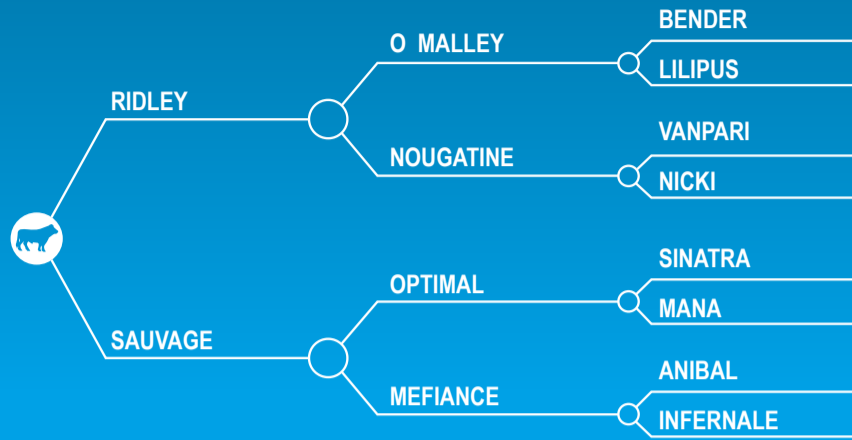 BENDER
O MALLEY
LILIPUS
RIDLEY
VANPARI
NOUGATINE
NICKI
SINATRA
OPTIMAL
MANA
SAUVAGE
ANIBAL
MEFIANCE
INFERNALE